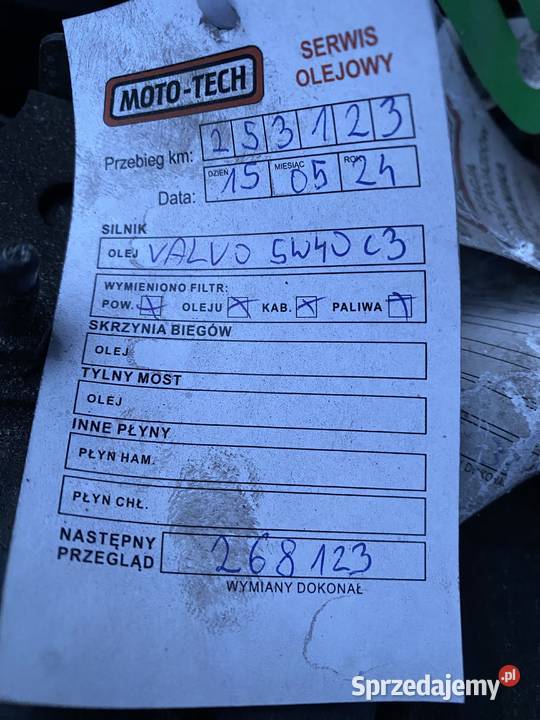 SERWIS
OLEJOWY
MOTO-TECH
Przebieg km: 253123
DZIEŃ MIESIĄC ROK
Data: 15 05 24
SILNIK
OLEJ VALVO 5W40 C3
WYMIENIONO FILTR:
POW. OLEJU KAB. PALIWA
SKRZYNIA BIEGÓW
OLEJ
TYLNY MOST
OLEJ
INNE PŁYNY
PŁYN HAM.
PŁYN CHŁ.
NASTĘPNY
PRZEGLĄD 268123
WYMIANY DOKONAŁ
Sprzedajemy.pl